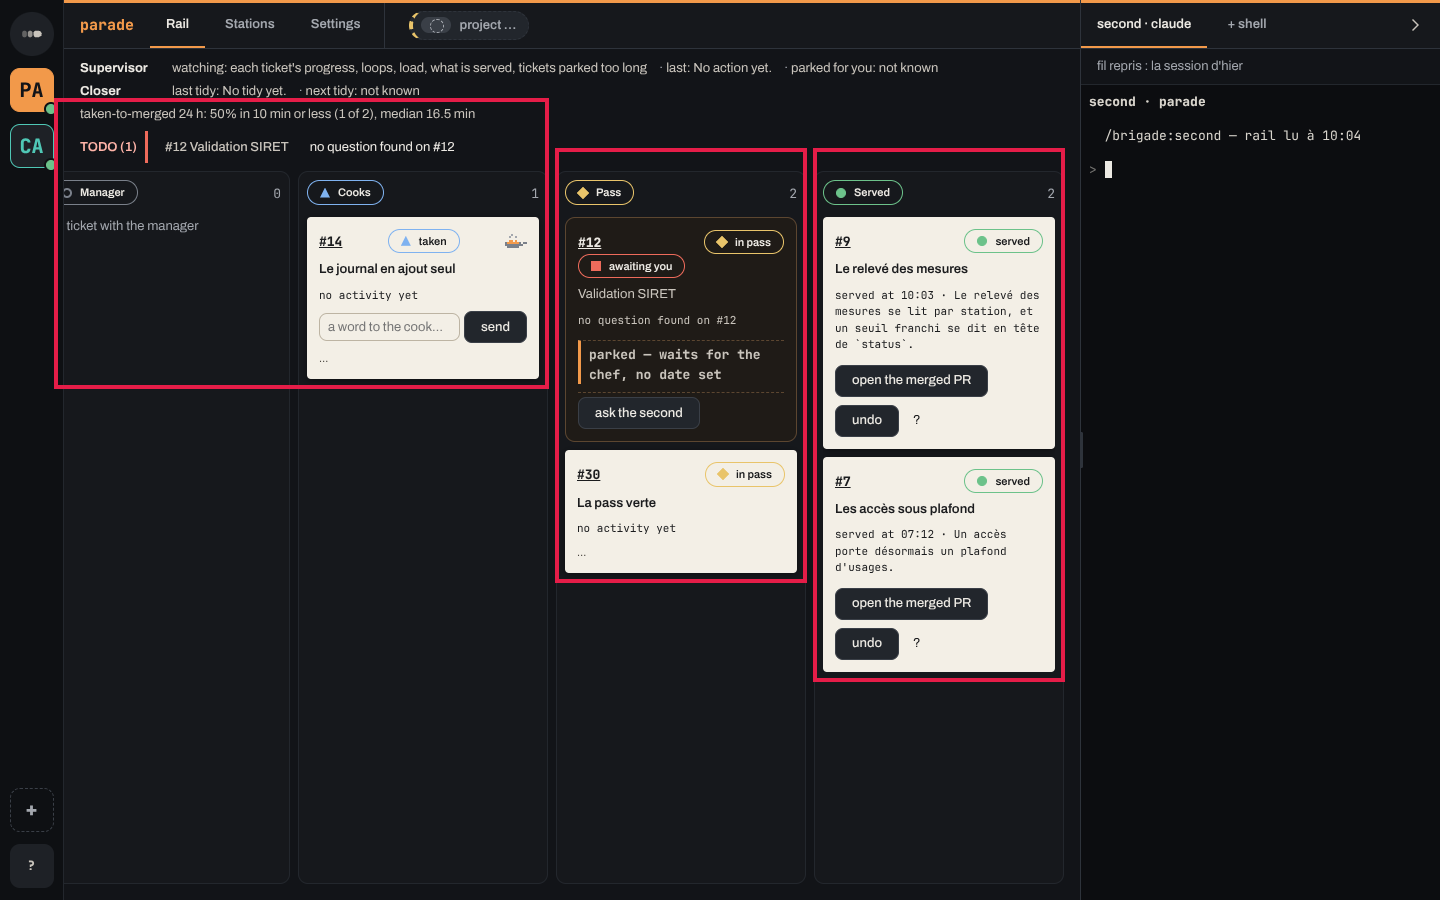 parade Rail Stations Settings project ...
second · claude + shell
PA
CA
+
?
Supervisor watching: each ticket's progress, loops, load, what is served, tickets parked too long · last: No action yet. · parked for you: not known
Closer last tidy: No tidy yet. · next tidy: not known
taken-to-merged 24 h: 50% in 10 min or less (1 of 2), median 16.5 min
TODO (1) #12 Validation SIRET no question found on #12
Manager 0
ticket with the manager
Cooks 1
#14 taken
Le journal en ajout seul
no activity yet
a word to the cook... send
...
Pass 2
#12 in pass
awaiting you
Validation SIRET
no question found on #12
parked — waits for the
chef, no date set
ask the second
#30 in pass
La pass verte
no activity yet
...
Served 2
#9 served
Le relevé des mesures
served at 10:03 · Le relevé des
mesures se lit par station, et
un seuil franchi se dit en tête
de `status`.
open the merged PR
undo ?
#7 served
Les accès sous plafond
served at 07:12 · Un accès
porte désormais un plafond
d'usages.
open the merged PR
undo ?
fil repris : la session d'hier
second · parade
/brigade:second — rail lu à 10:04
>